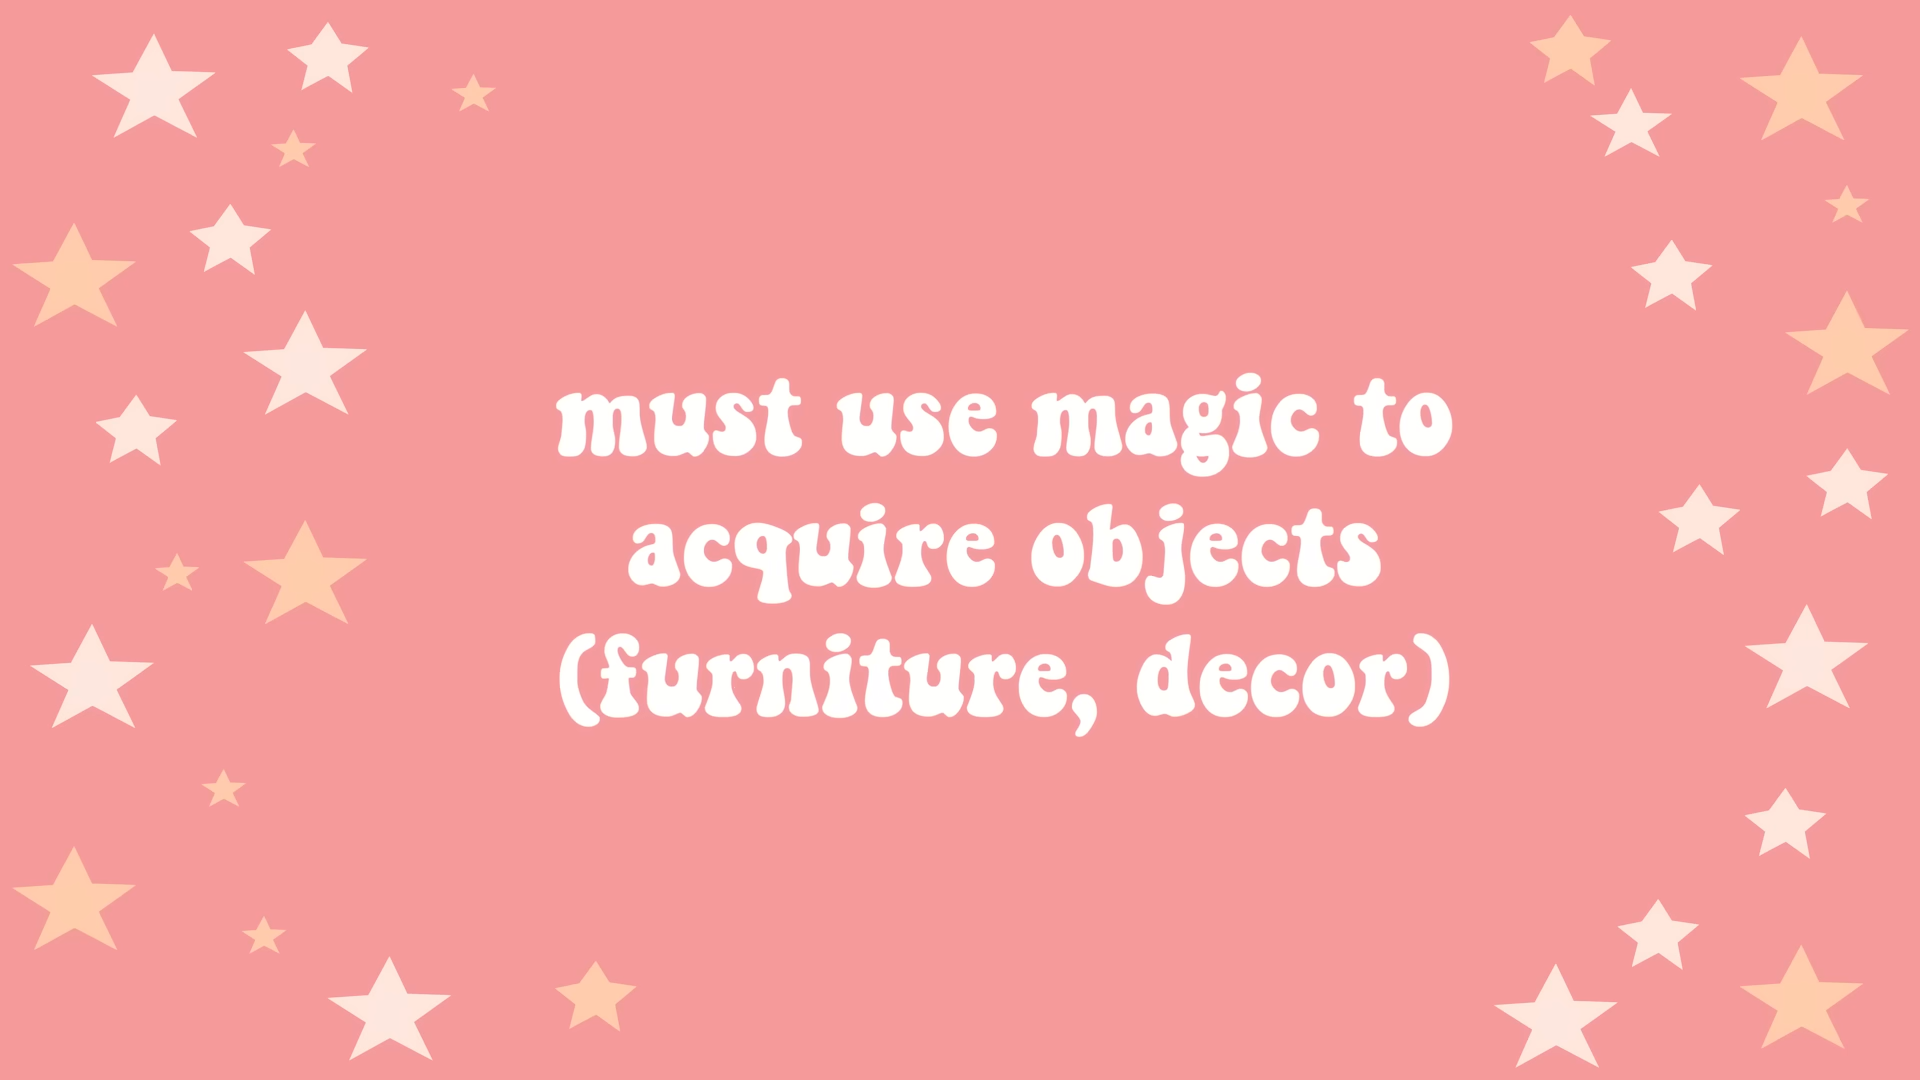 must use magic to
acquire objects
(furniture, decor)